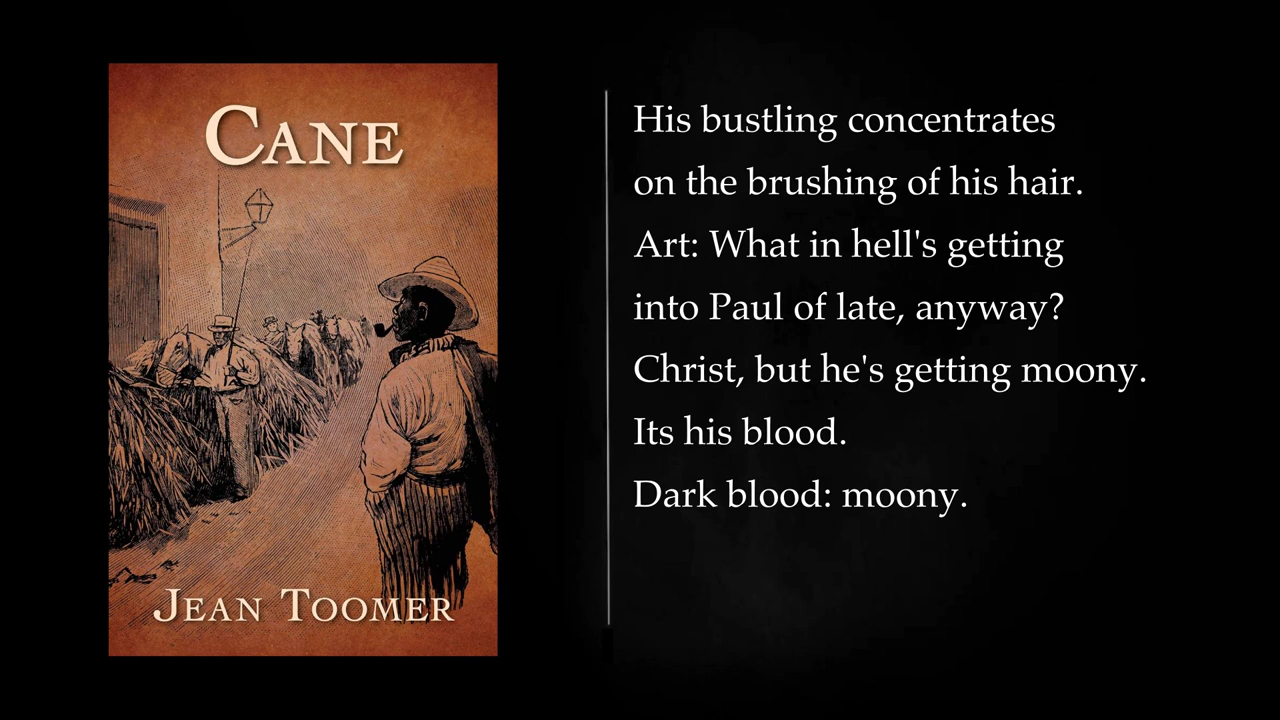 CANE
JEAN TOOMER
His bustling concentrates
on the brushing of his hair.
Art: What in hell's getting
into Paul of late, anyway?
Christ, but he's getting moony.
Its his blood.
Dark blood: moony.